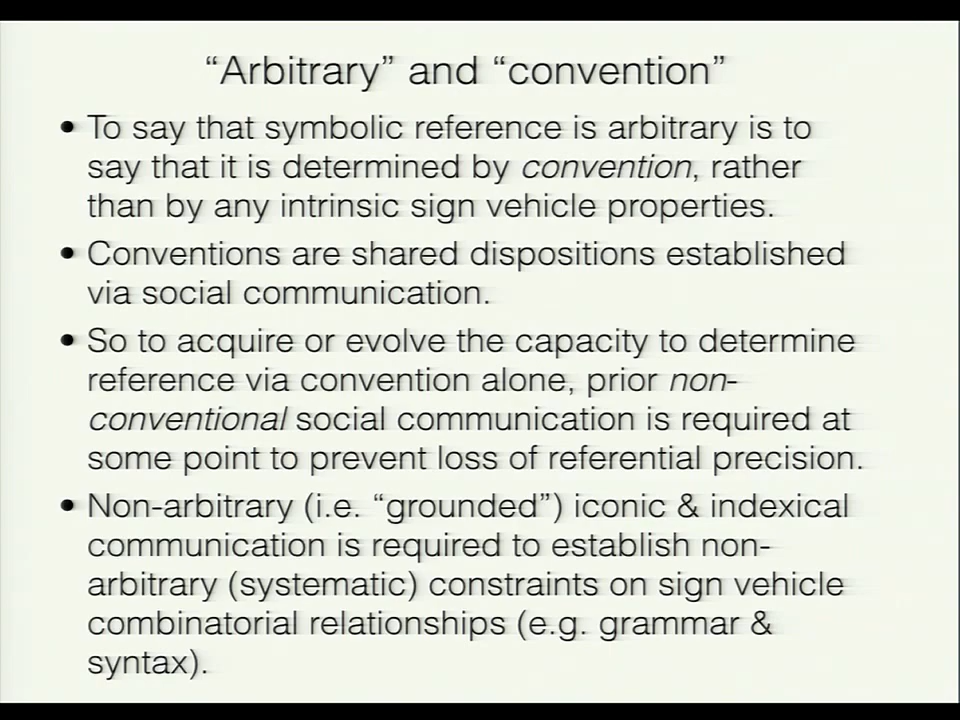 “Arbitrary” and “convention”
• To say that symbolic reference is arbitrary is to
say that it is determined by convention, rather
than by any intrinsic sign vehicle properties.
• Conventions are shared dispositions established
via social communication.
• So to acquire or evolve the capacity to determine
reference via convention alone, prior non-
conventional social communication is required at
some point to prevent loss of referential precision.
• Non-arbitrary (i.e. “grounded”) iconic & indexical
communication is required to establish non-
arbitrary (systematic) constraints on sign vehicle
combinatorial relationships (e.g. grammar &
syntax).